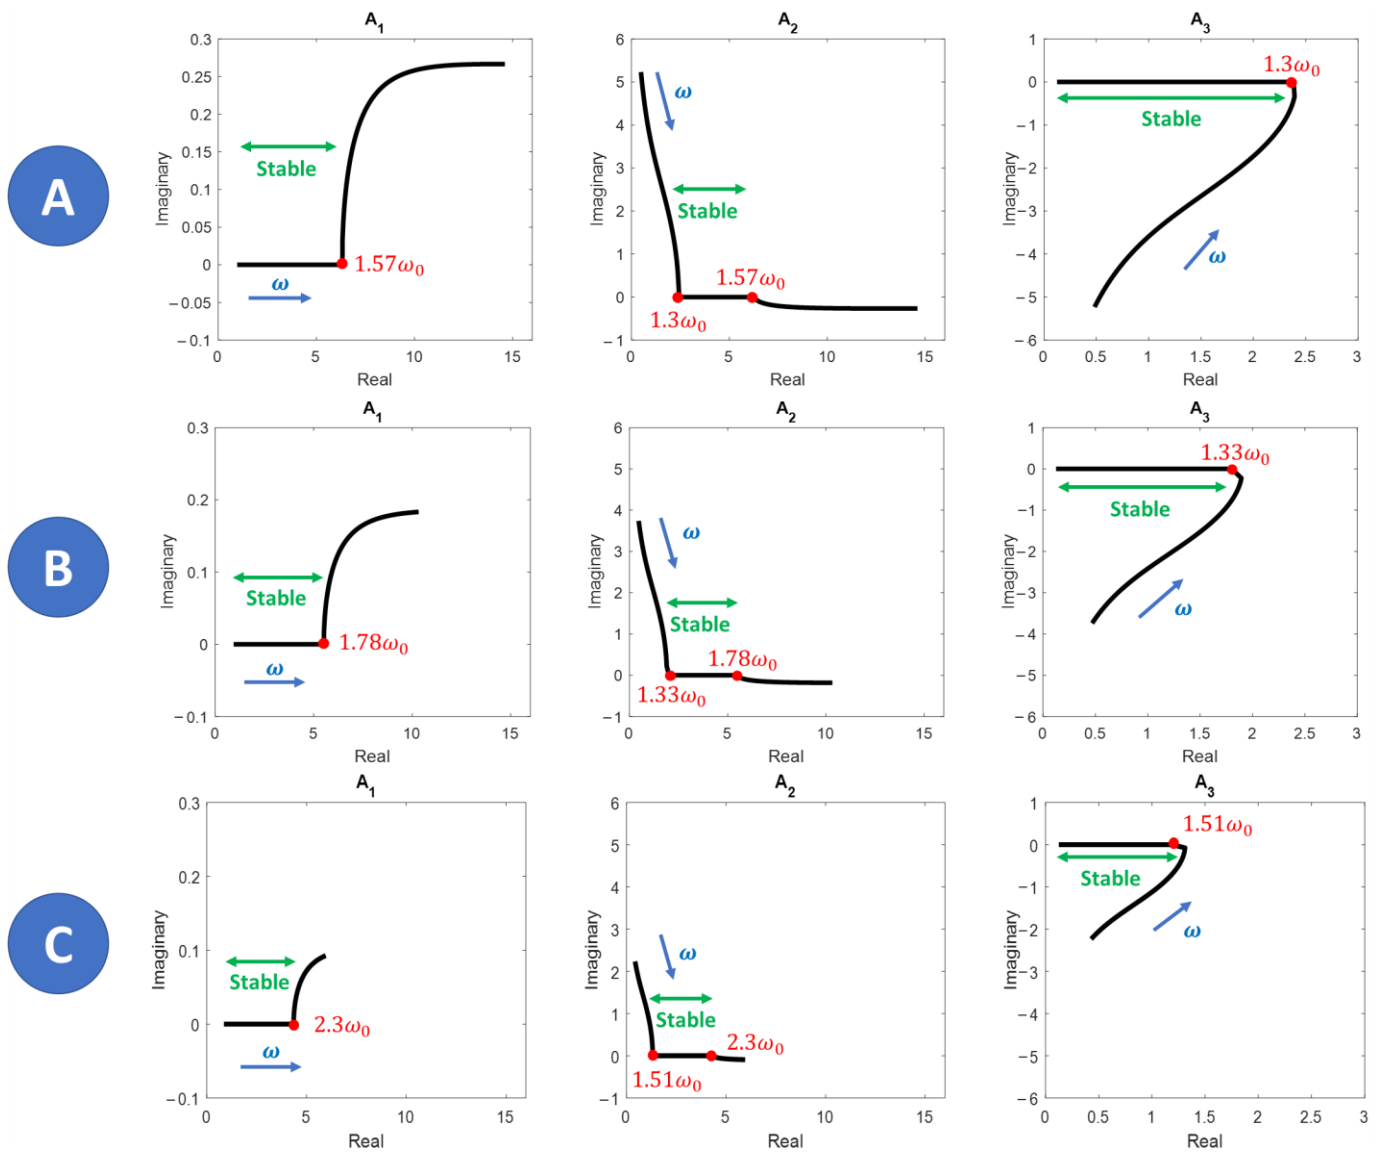 A
A₁
Imaginary
0.3
0.25
0.2
0.15
0.1
0.05
0
−0.05
−0.1
Stable
ω
1.57ω₀
0 5 10 15
Real
A₂
Imaginary
6
5
4
3
2
1
0
−1
ω
Stable
1.57ω₀
1.3ω₀
0 5 10 15
Real
A₃
Imaginary
1
0
−1
−2
−3
−4
−5
−6
1.3ω₀
Stable
ω
0 0.5 1 1.5 2 2.5 3
Real
B
A₁
Imaginary
0.3
0.2
0.1
0
−0.1
Stable
1.78ω₀
ω
0 5 10 15
Real
A₂
Imaginary
6
5
4
3
2
1
0
−1
ω
Stable
1.78ω₀
1.33ω₀
0 5 10 15
Real
A₃
Imaginary
1
0
−1
−2
−3
−4
−5
−6
1.33ω₀
Stable
ω
0 0.5 1 1.5 2 2.5 3
Real
C
A₁
Imaginary
0.3
0.2
0.1
0
−0.1
Stable
2.3ω₀
ω
0 5 10 15
Real
A₂
Imaginary
6
5
4
3
2
1
0
−1
ω
Stable
2.3ω₀
1.51ω₀
0 5 10 15
Real
A₃
Imaginary
1
0
−1
−2
−3
−4
−5
−6
1.51ω₀
Stable
ω
0 0.5 1 1.5 2 2.5 3
Real